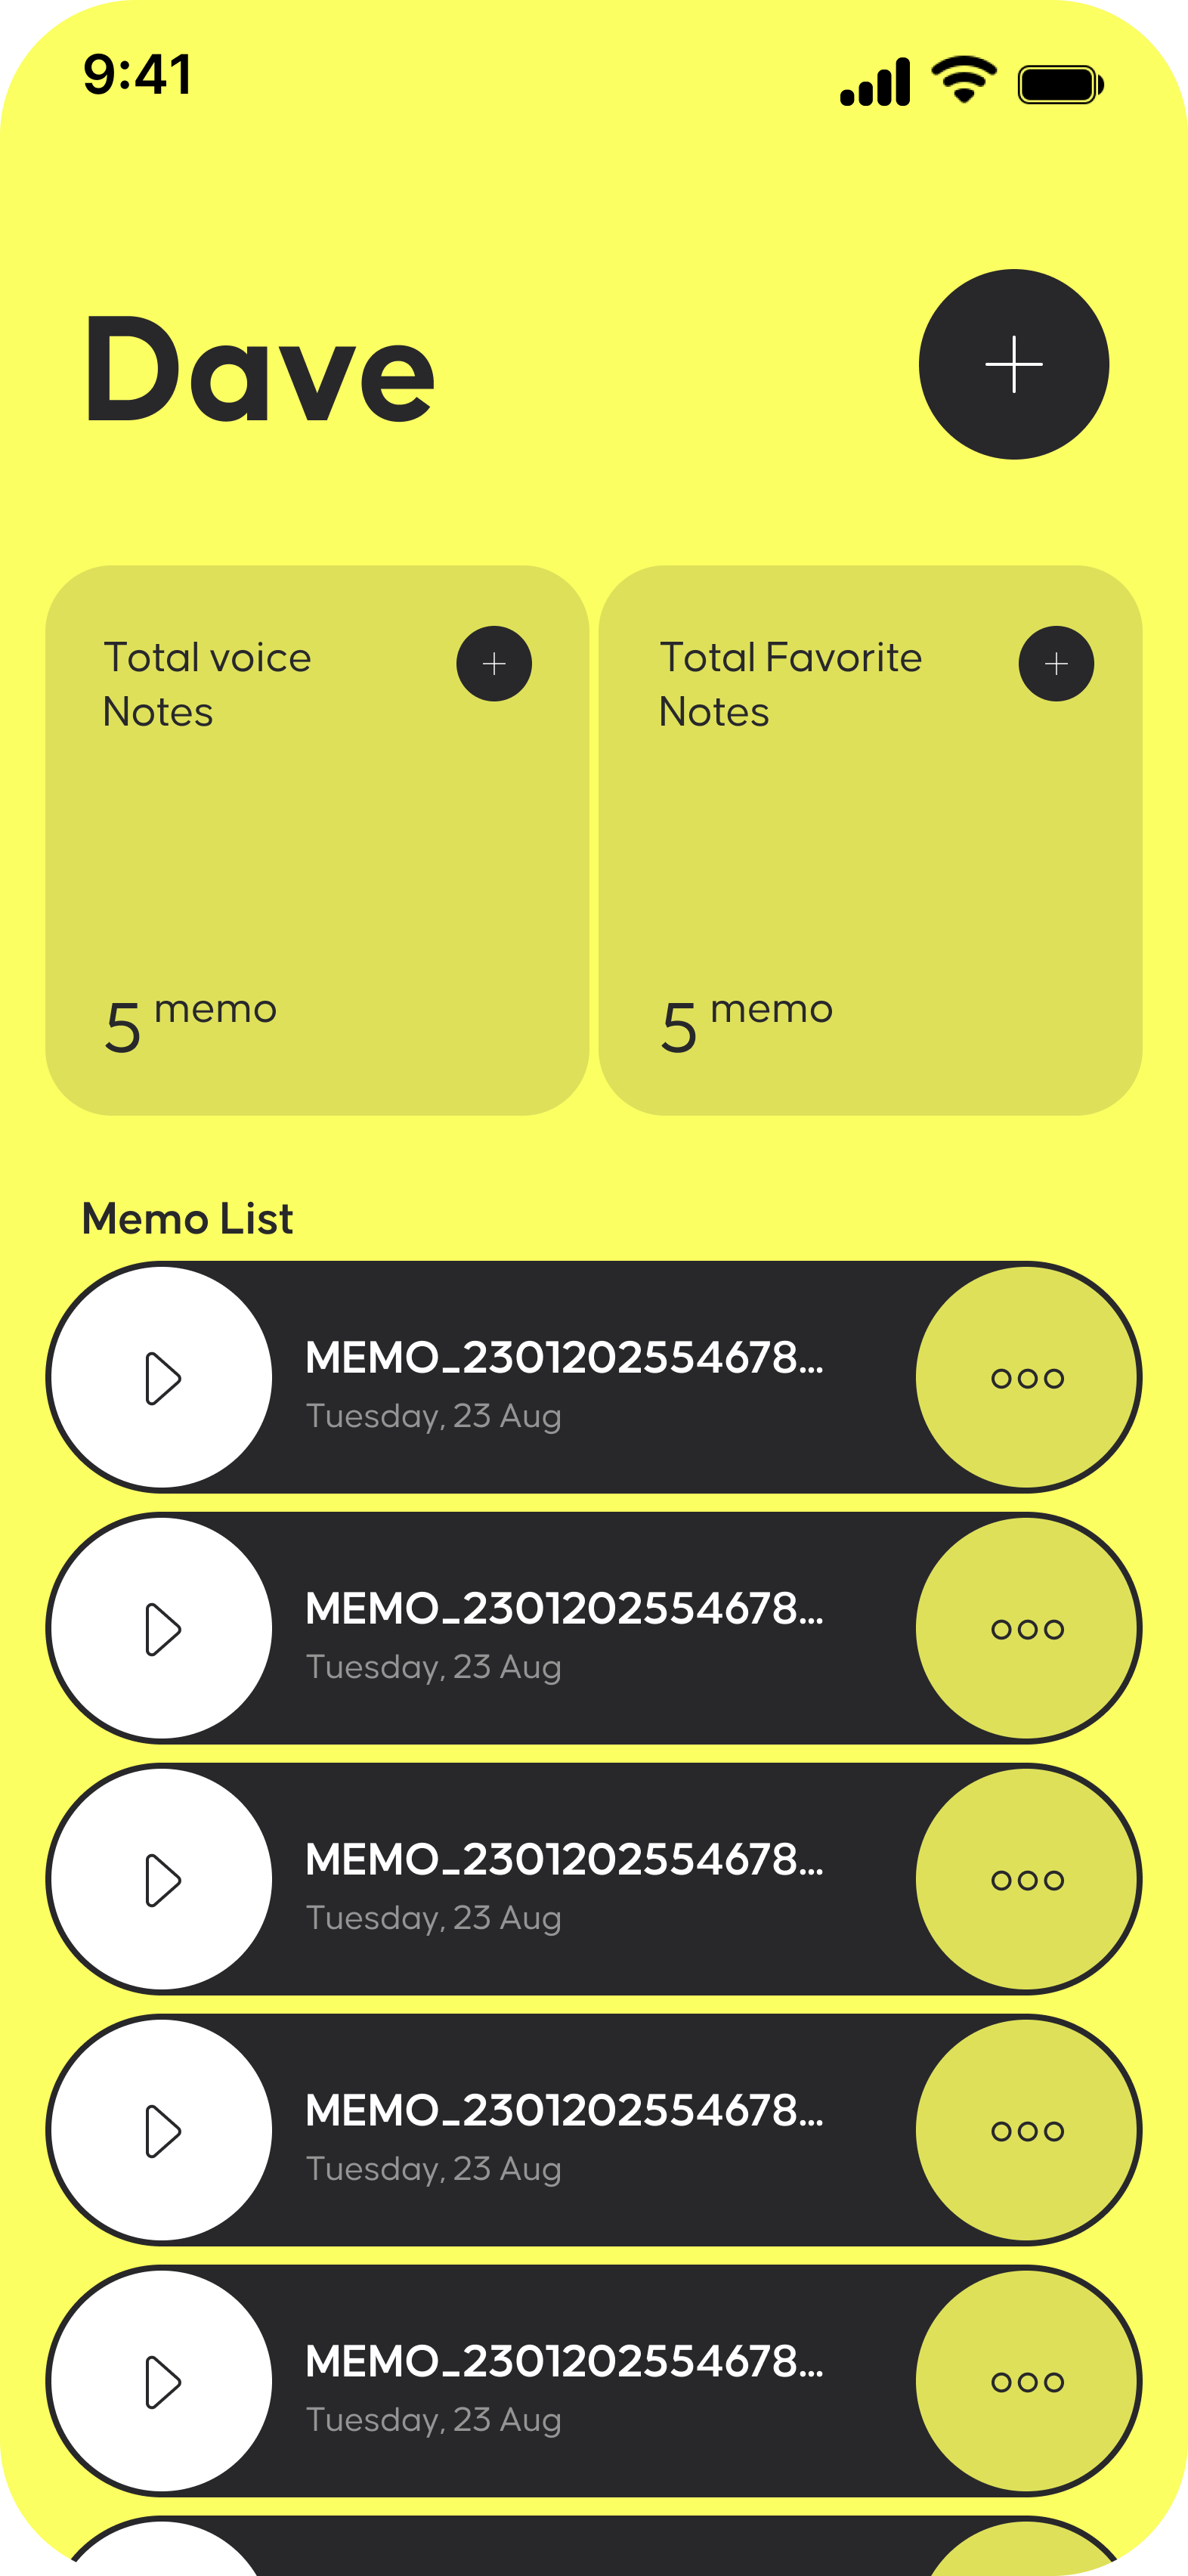 9:41
Dave
Total voice
Notes
5 memo
Total Favorite
Notes
5 memo
Memo List
MEMO_2301202554678...
Tuesday, 23 Aug
MEMO_2301202554678...
Tuesday, 23 Aug
MEMO_2301202554678...
Tuesday, 23 Aug
MEMO_2301202554678...
Tuesday, 23 Aug
MEMO_2301202554678...
Tuesday, 23 Aug